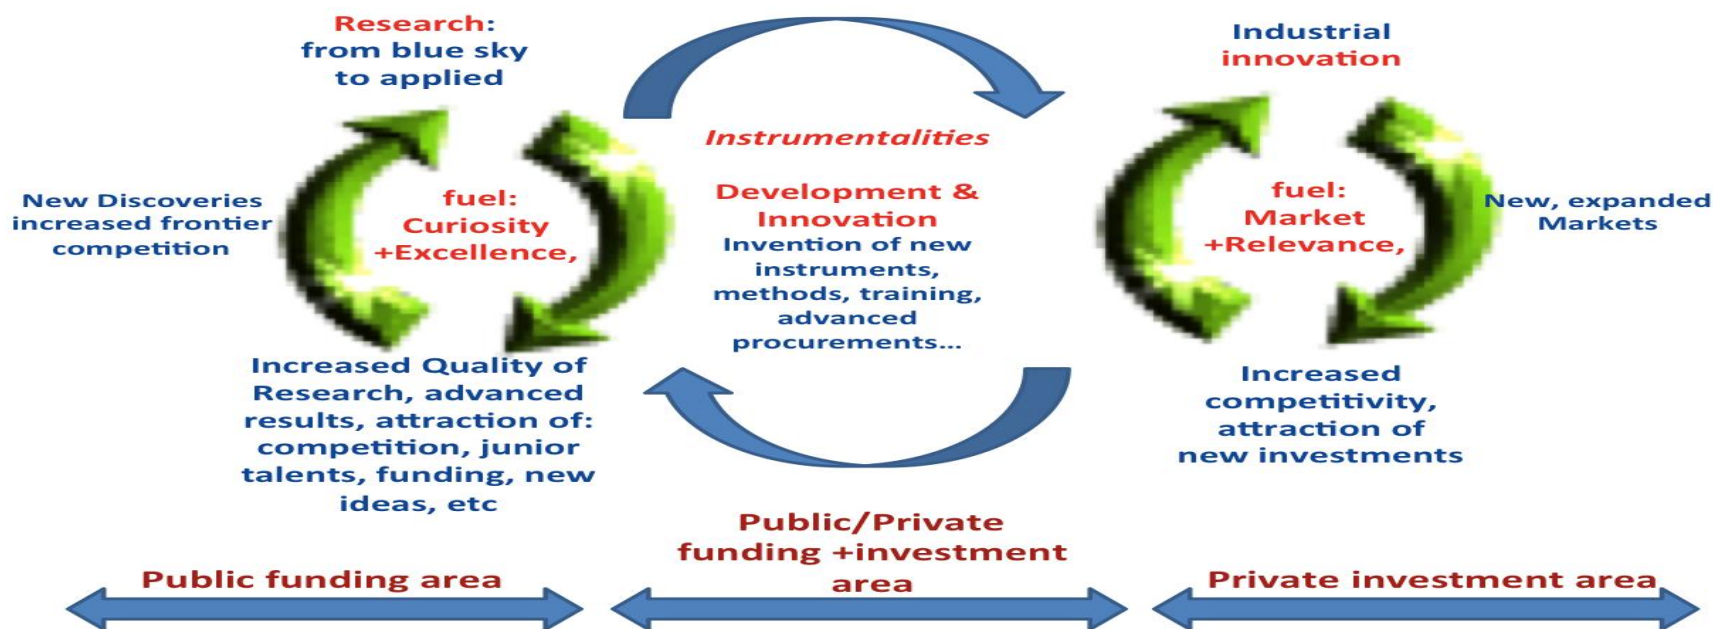 Research:
from blue sky
to applied
New Discoveries
increased frontier
competition
fuel:
Curiosity
+Excellence,
Increased Quality of
Research, advanced
results, attraction of:
competition, junior
talents, funding, new
ideas, etc
Instrumentalities
Development &
Innovation
Invention of new
instruments,
methods, training,
advanced
procurements...
Industrial
innovation
fuel:
Market
+Relevance,
New, expanded
Markets
Increased
competitivity,
attraction of
new investments
Public funding area
Public/Private
funding +investment
area
Private investment area